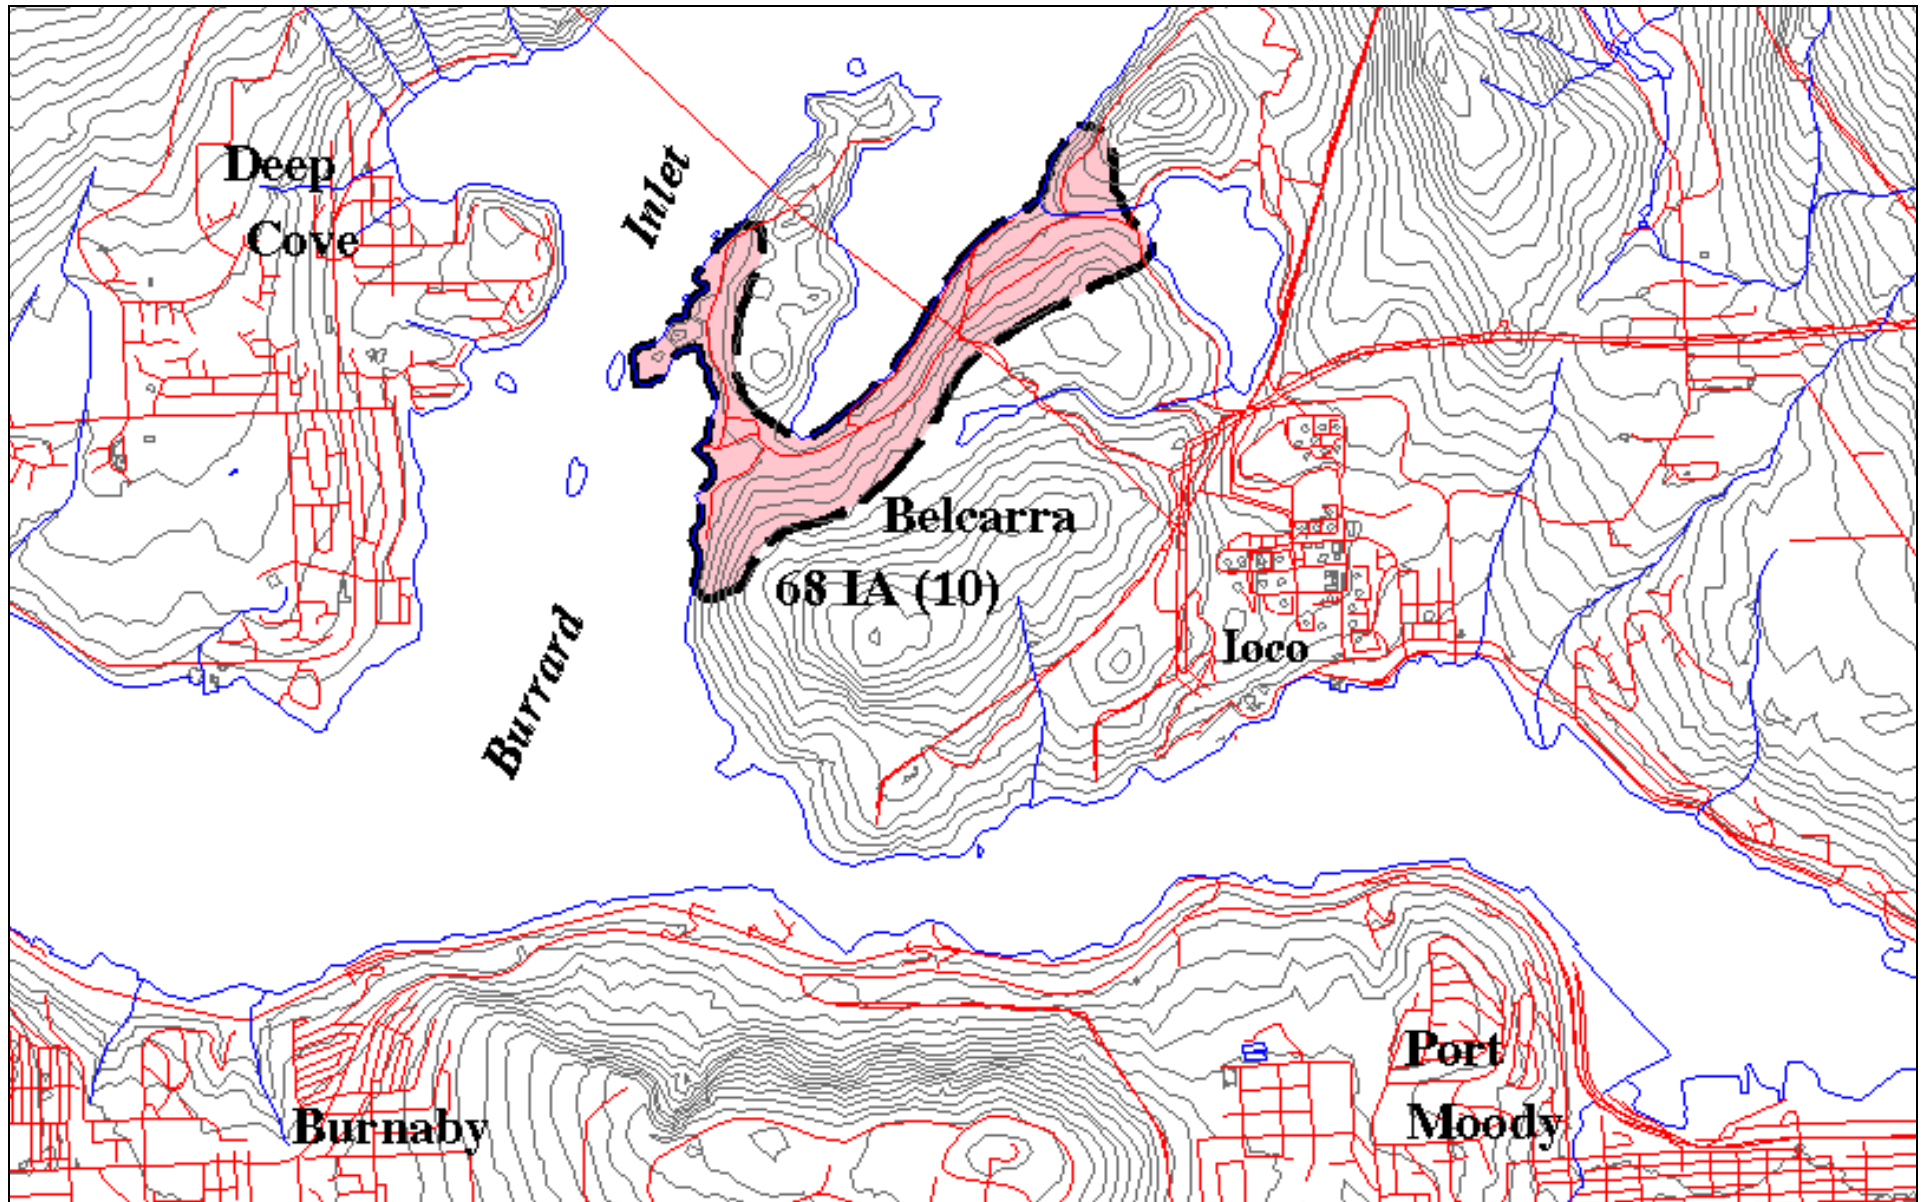 Deep
Cove
Inlet
Belcarra
68 IA (10)
Ioco
Burrard
Port
Moody
Burnaby